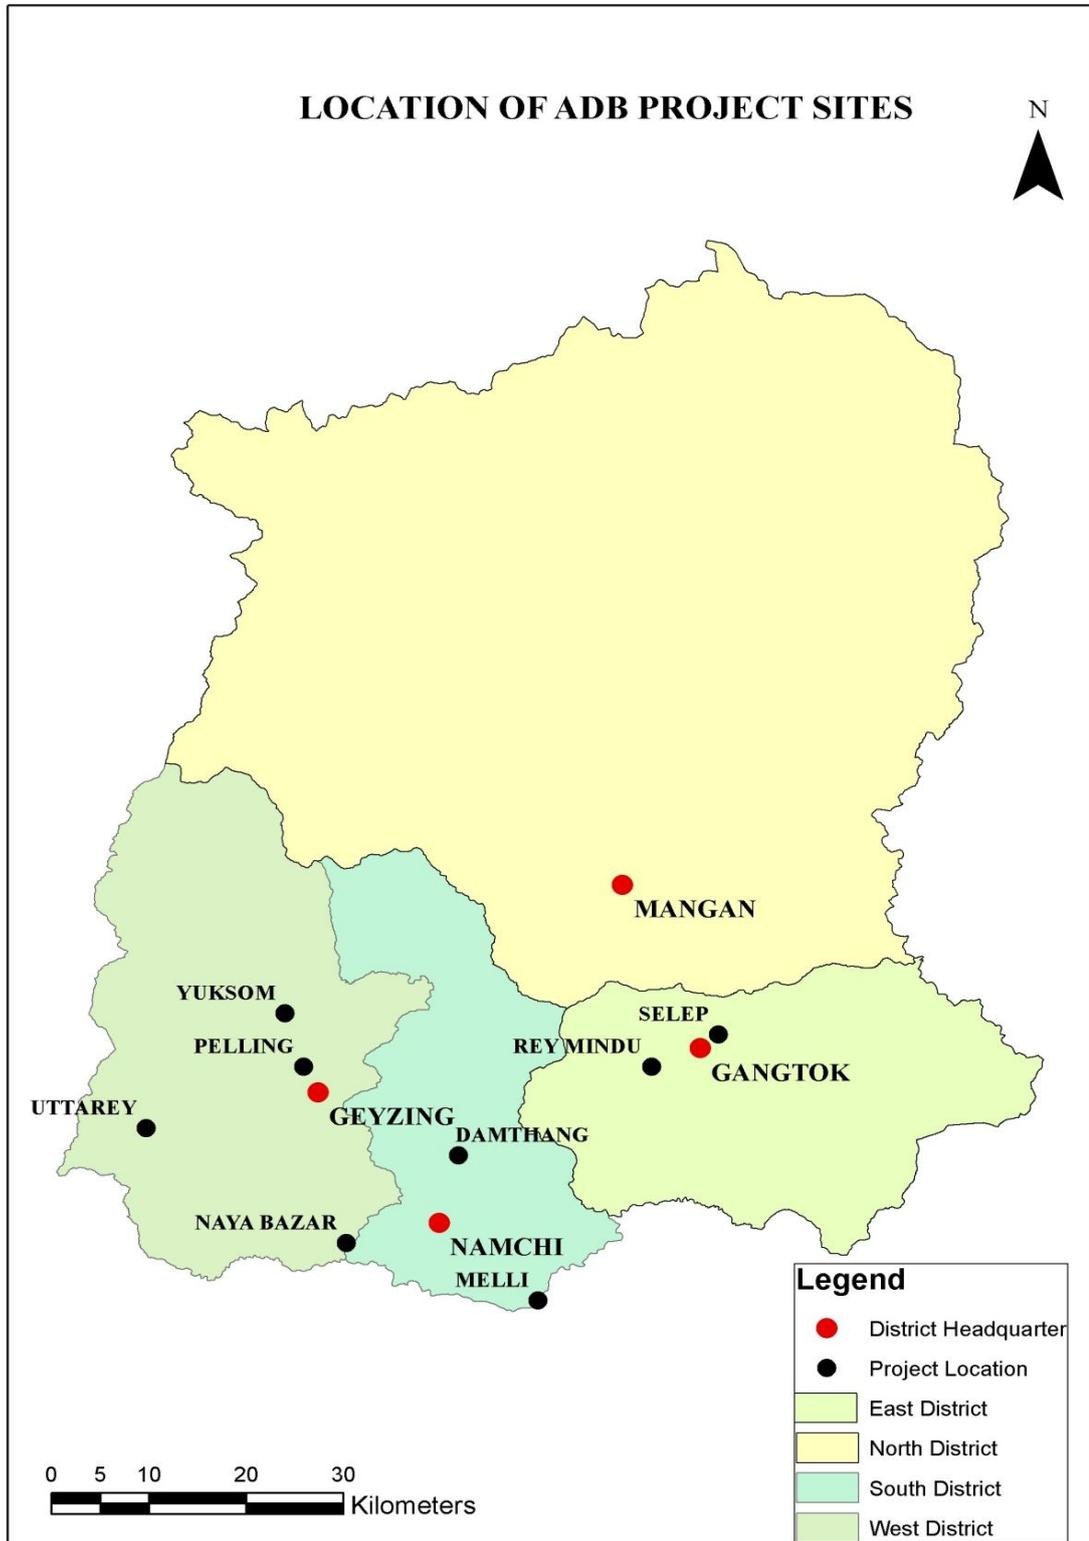 LOCATION OF ADB PROJECT SITES
N
MANGAN
YUKSOM
SELEP
PELLING
REY MINDU
GANGTOK
UTTAREY
GEYZING
DAMTHANG
NAYA BAZAR
NAMCHI
MELLI
Legend
District Headquarter
Project Location
East District
North District
South District
West District
0 5 10 20 30
Kilometers